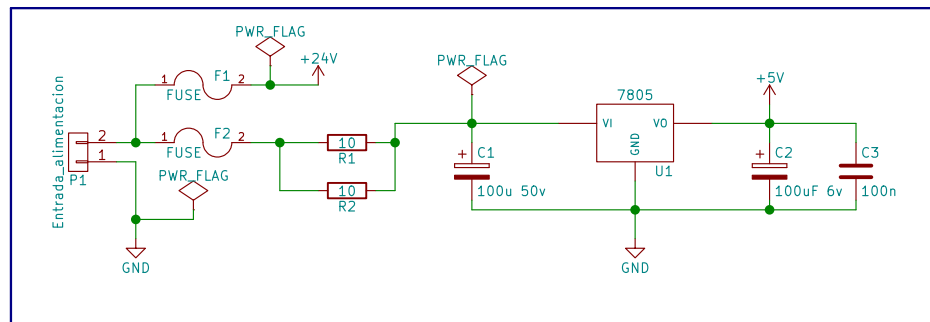 PWR_FLAG
+24V
1
F1
2
FUSE
Entrada_alimentacion
2
1
P1
1
F2
2
FUSE
PWR_FLAG
GND
10
R1
10
R2
PWR_FLAG
+
C1
100u 50v
7805
VI
VO
GND
U1
GND
+5V
+
C2
100uF 6v
C3
100n